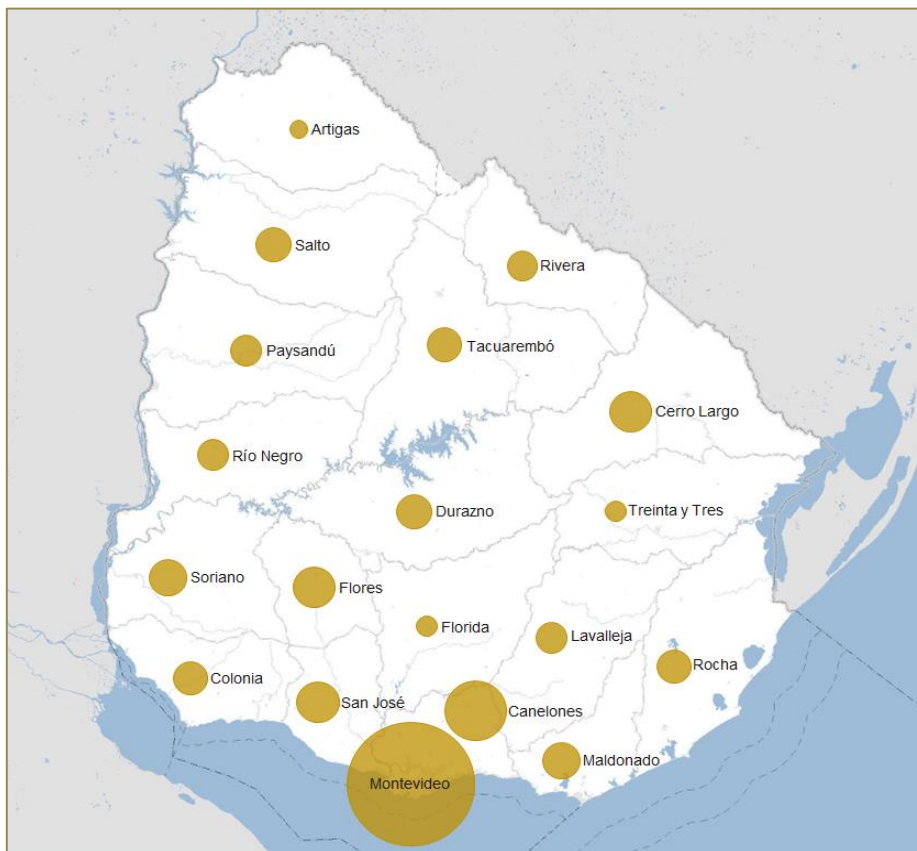 Artigas
Salto
Rivera
Paysandú
Tacuarembó
Cerro Largo
Río Negro
Durazno
Treinta y Tres
Soriano
Flores
Florida
Lavalleja
Rocha
Colonia
San José
Canelones
Maldonado
Montevideo